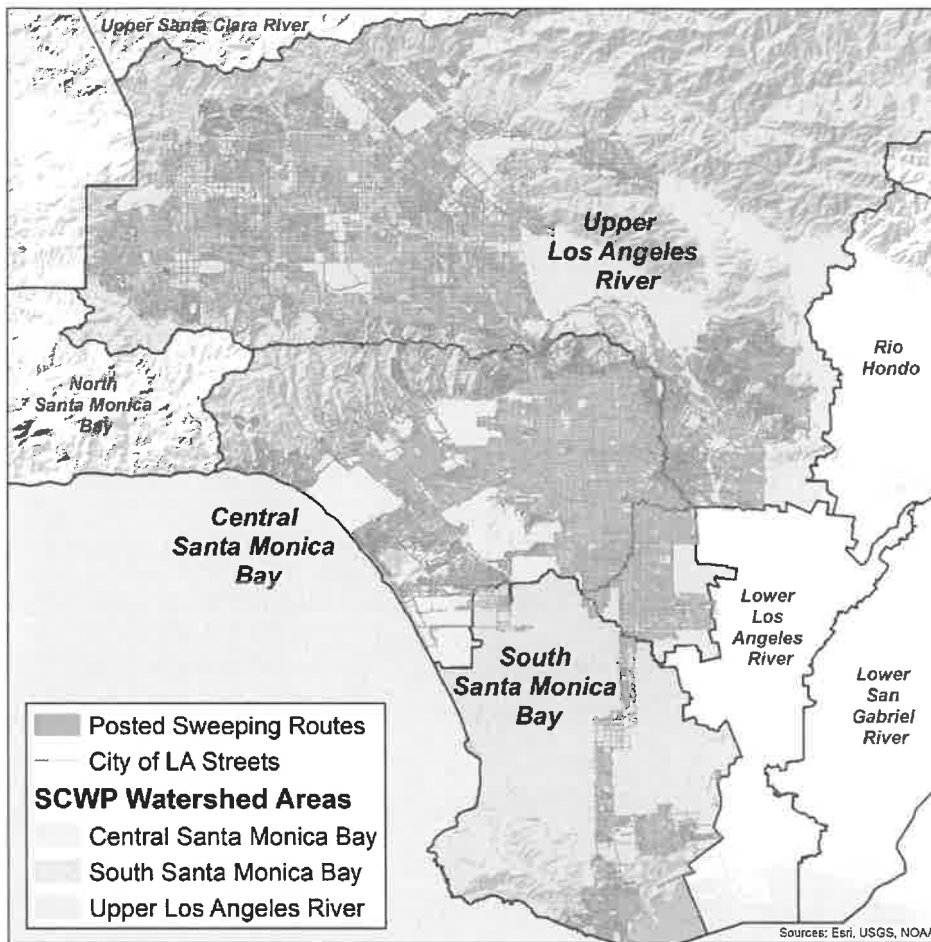 Upper Santa Clara River
Upper
Los Angeles
River
Rio
Hondo
North
Santa Monica
Bay
Central
Santa Monica
Bay
Lower
Los
Angeles
River
South
Santa Monica
Bay
Lower
San
Gabriel
River
Posted Sweeping Routes
City of LA Streets
SCWP Watershed Areas
Central Santa Monica Bay
South Santa Monica Bay
Upper Los Angeles River
Sources: Esri, USGS, NOAA